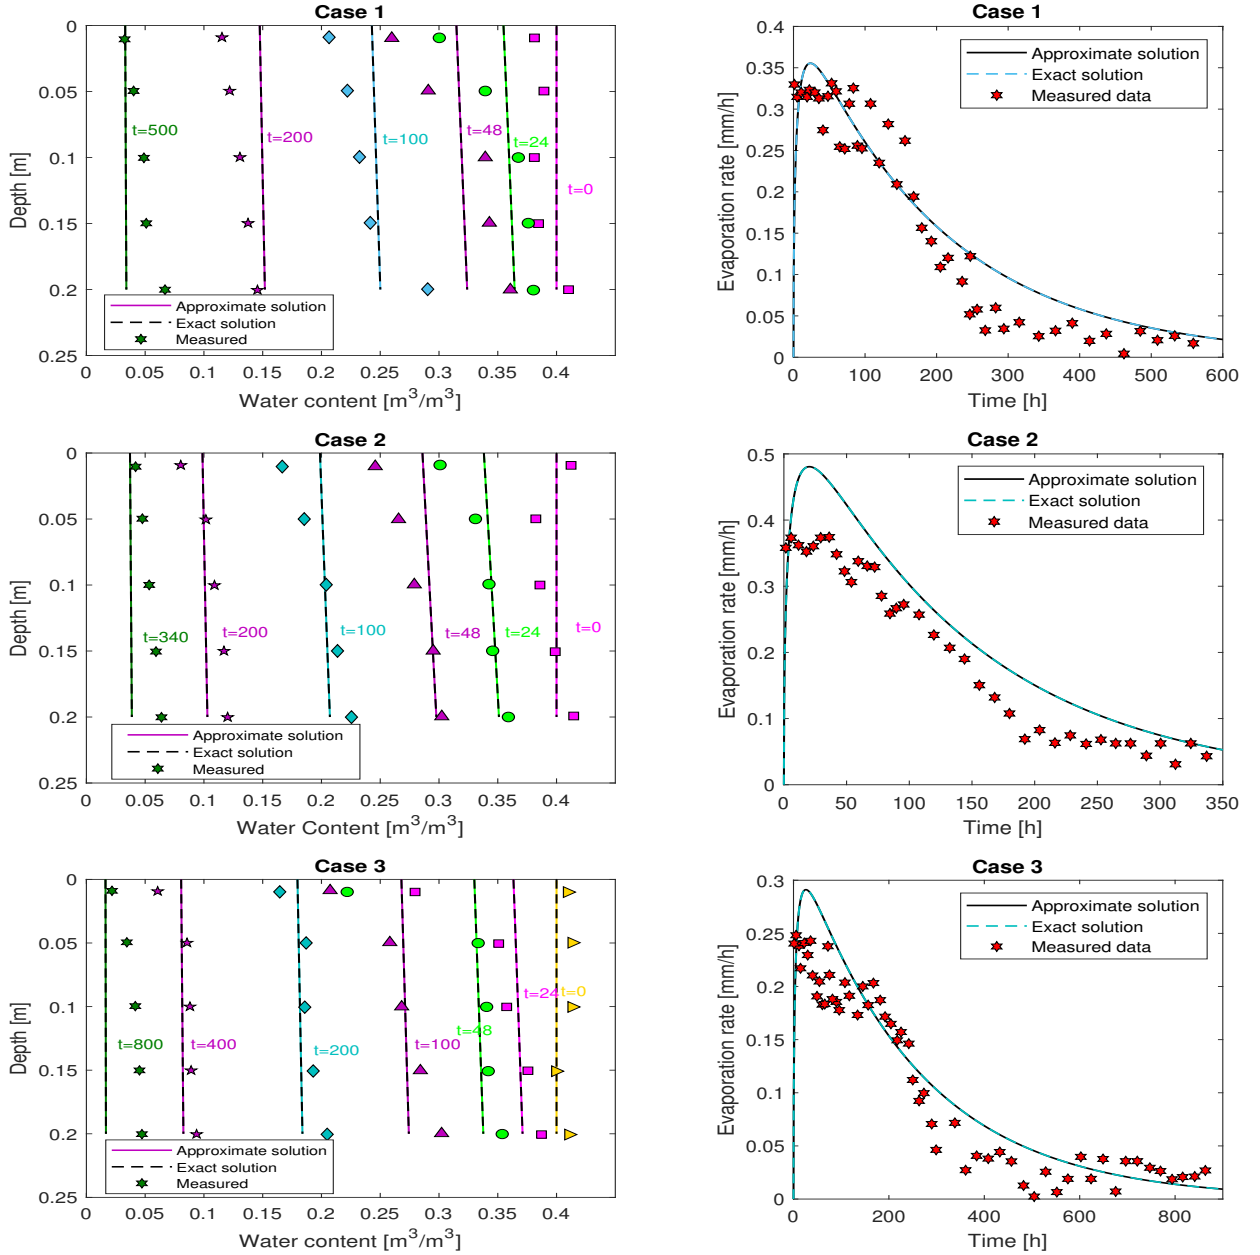 Case 1
0
0.05
0.1
0.15
0.2
0.25
Depth [m]
t=500
t=200
t=100
t=48
t=24
t=0
Approximate solution
Exact solution
Measured
0
0.05
0.1
0.15
0.2
0.25
0.3
0.35
0.4
Water content [m³/m³]
Case 1
0.4
0.35
0.3
0.25
0.2
0.15
0.1
0.05
0
Evaporation rate [mm/h]
Approximate solution
Exact solution
Measured data
0
100
200
300
400
500
600
Time [h]
Case 2
0
0.05
0.1
0.15
0.2
0.25
Depth [m]
t=340
t=200
t=100
t=48
t=24
t=0
Approximate solution
Exact solution
Measured
0
0.05
0.1
0.15
0.2
0.25
0.3
0.35
0.4
Water Content [m³/m³]
Case 2
0.5
0.4
0.3
0.2
0.1
0
Evaporation rate [mm/h]
Approximate solution
Exact solution
Measured data
0
50
100
150
200
250
300
350
Time [h]
Case 3
0
0.05
0.1
0.15
0.2
0.25
Depth [m]
t=800
t=400
t=200
t=100
t=48
t=24
t=0
Approximate solution
Exact solution
Measured
0
0.05
0.1
0.15
0.2
0.25
0.3
0.35
0.4
Water content [m³/m³]
Case 3
0.3
0.25
0.2
0.15
0.1
0.05
0
Evaporation rate [mm/h]
Approximate solution
Exact solution
Measured data
0
200
400
600
800
Time [h]